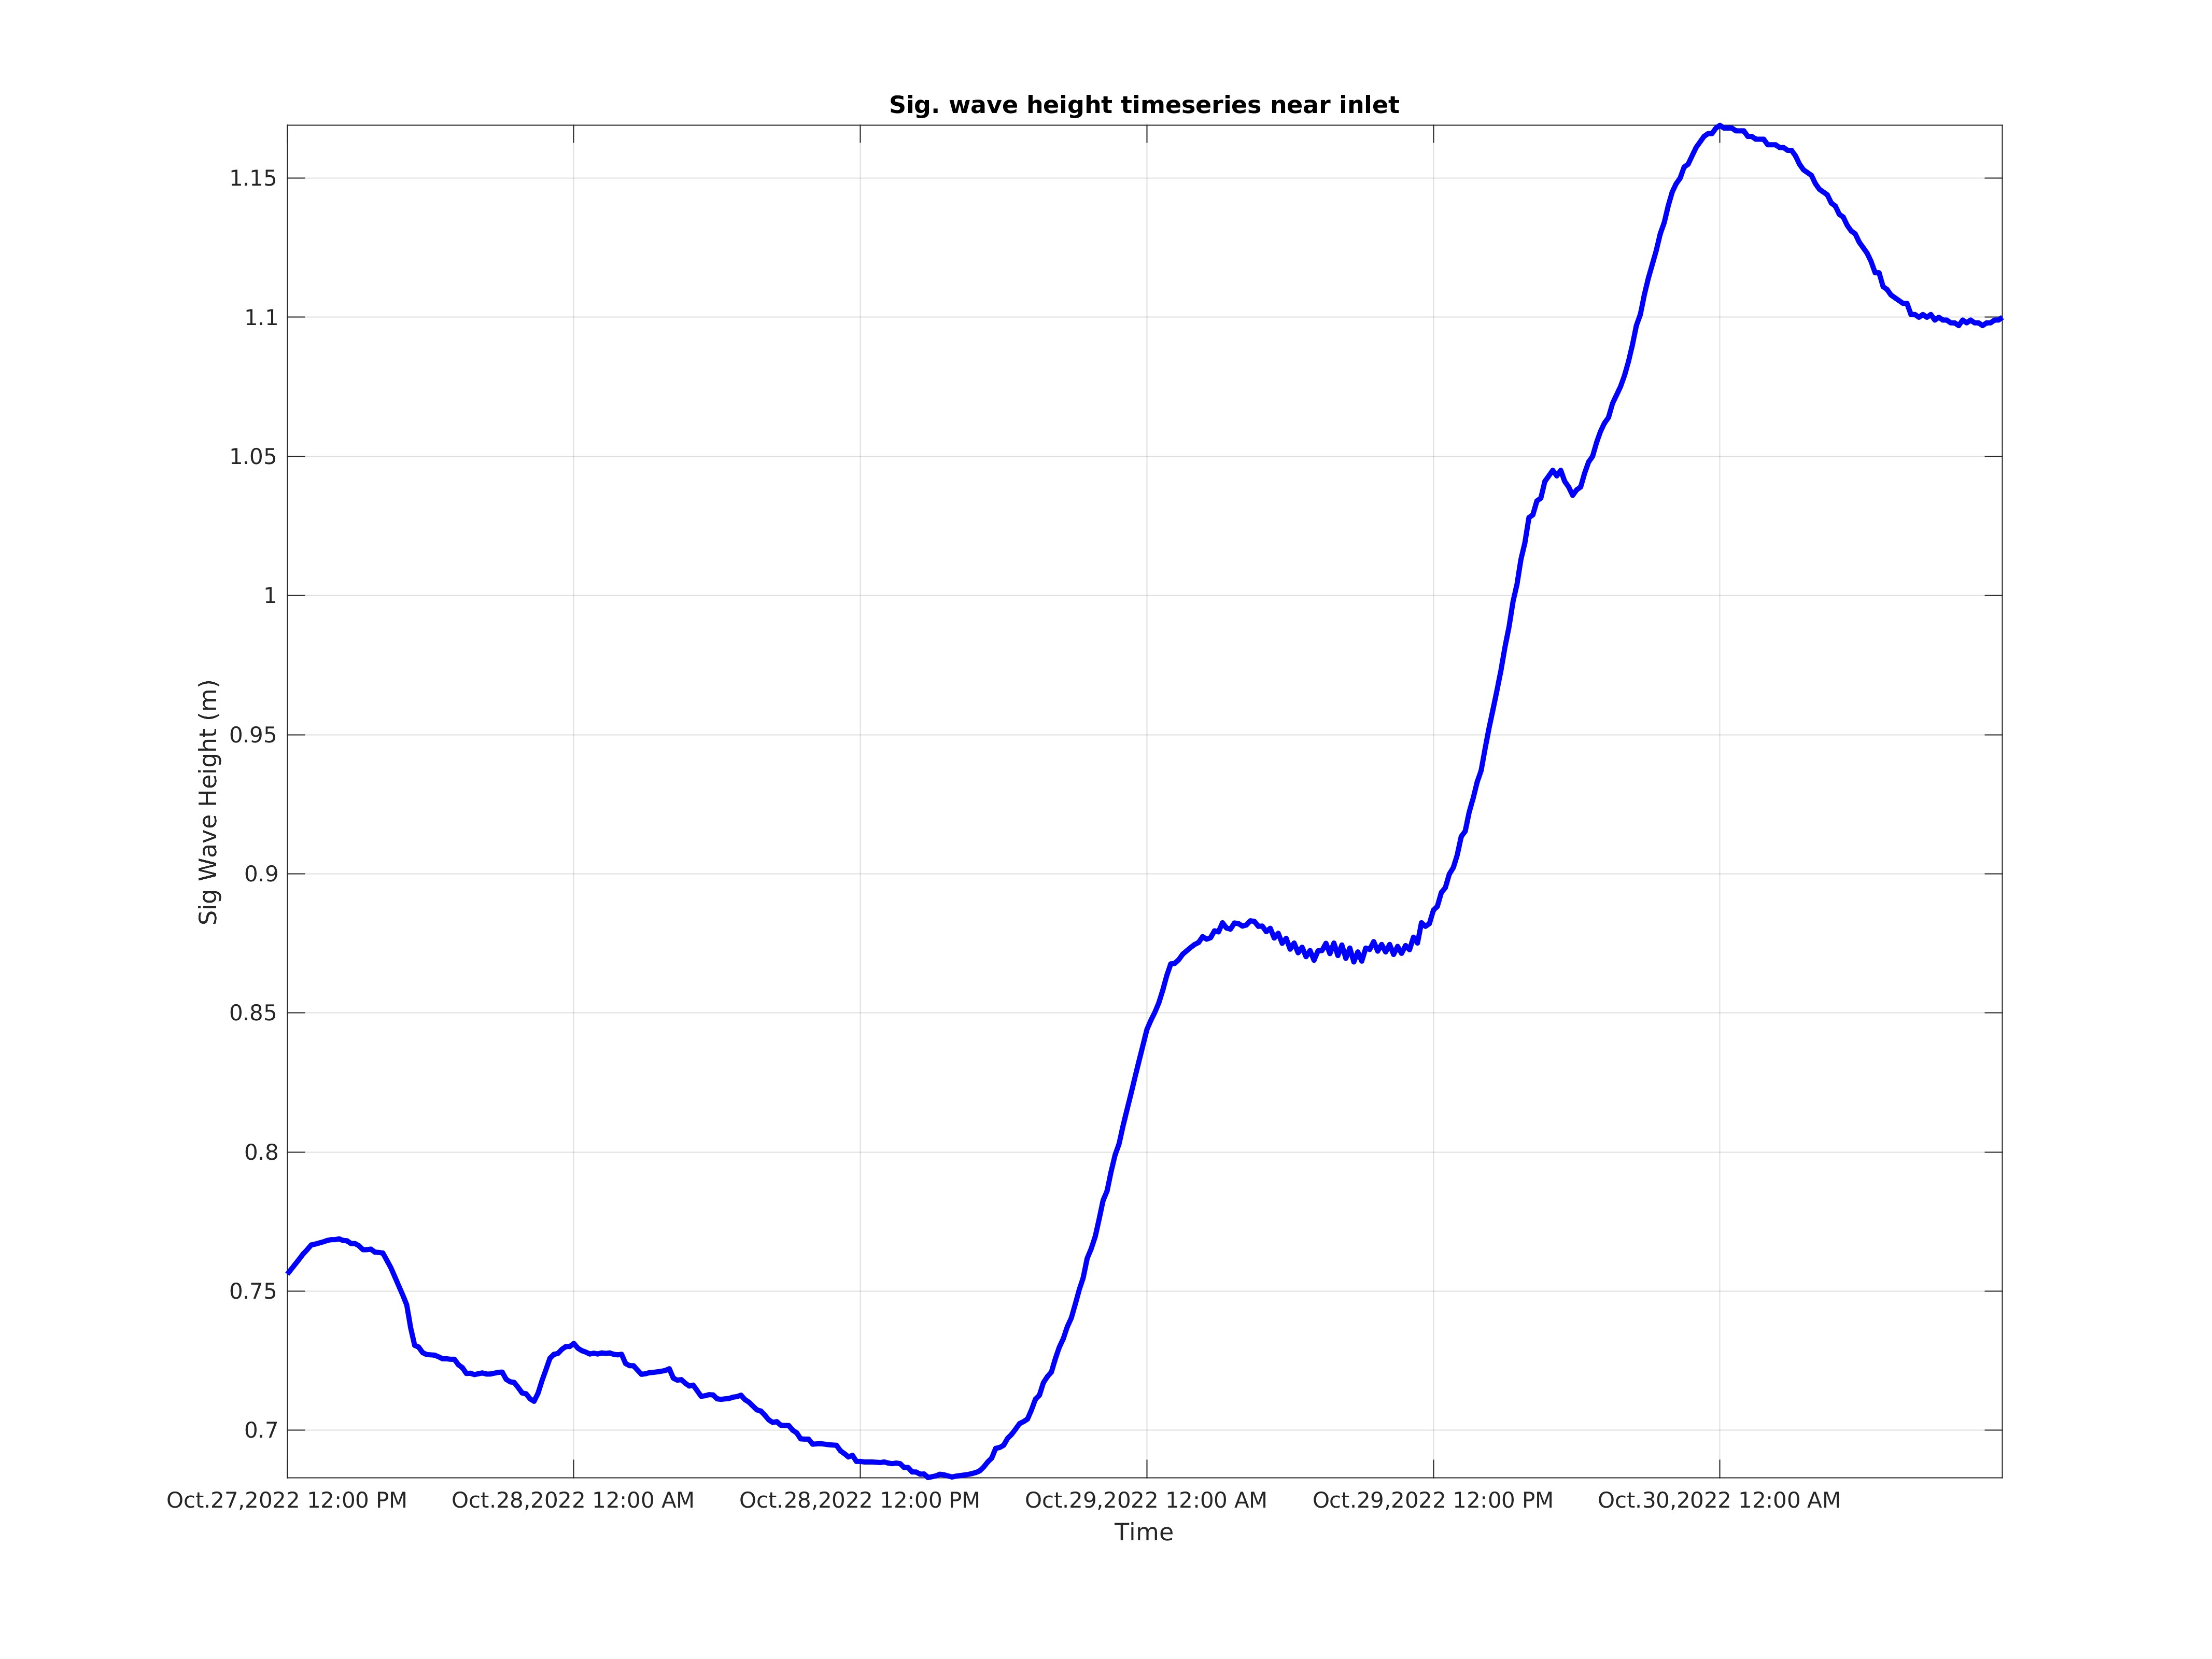 Sig. wave height timeseries near inlet
1.15
1.1
1.05
1
0.95
0.9
0.85
0.8
0.75
0.7
Sig Wave Height (m)
Oct.27,2022 12:00 PM Oct.28,2022 12:00 AM Oct.28,2022 12:00 PM Oct.29,2022 12:00 AM Oct.29,2022 12:00 PM Oct.30,2022 12:00 AM
Time